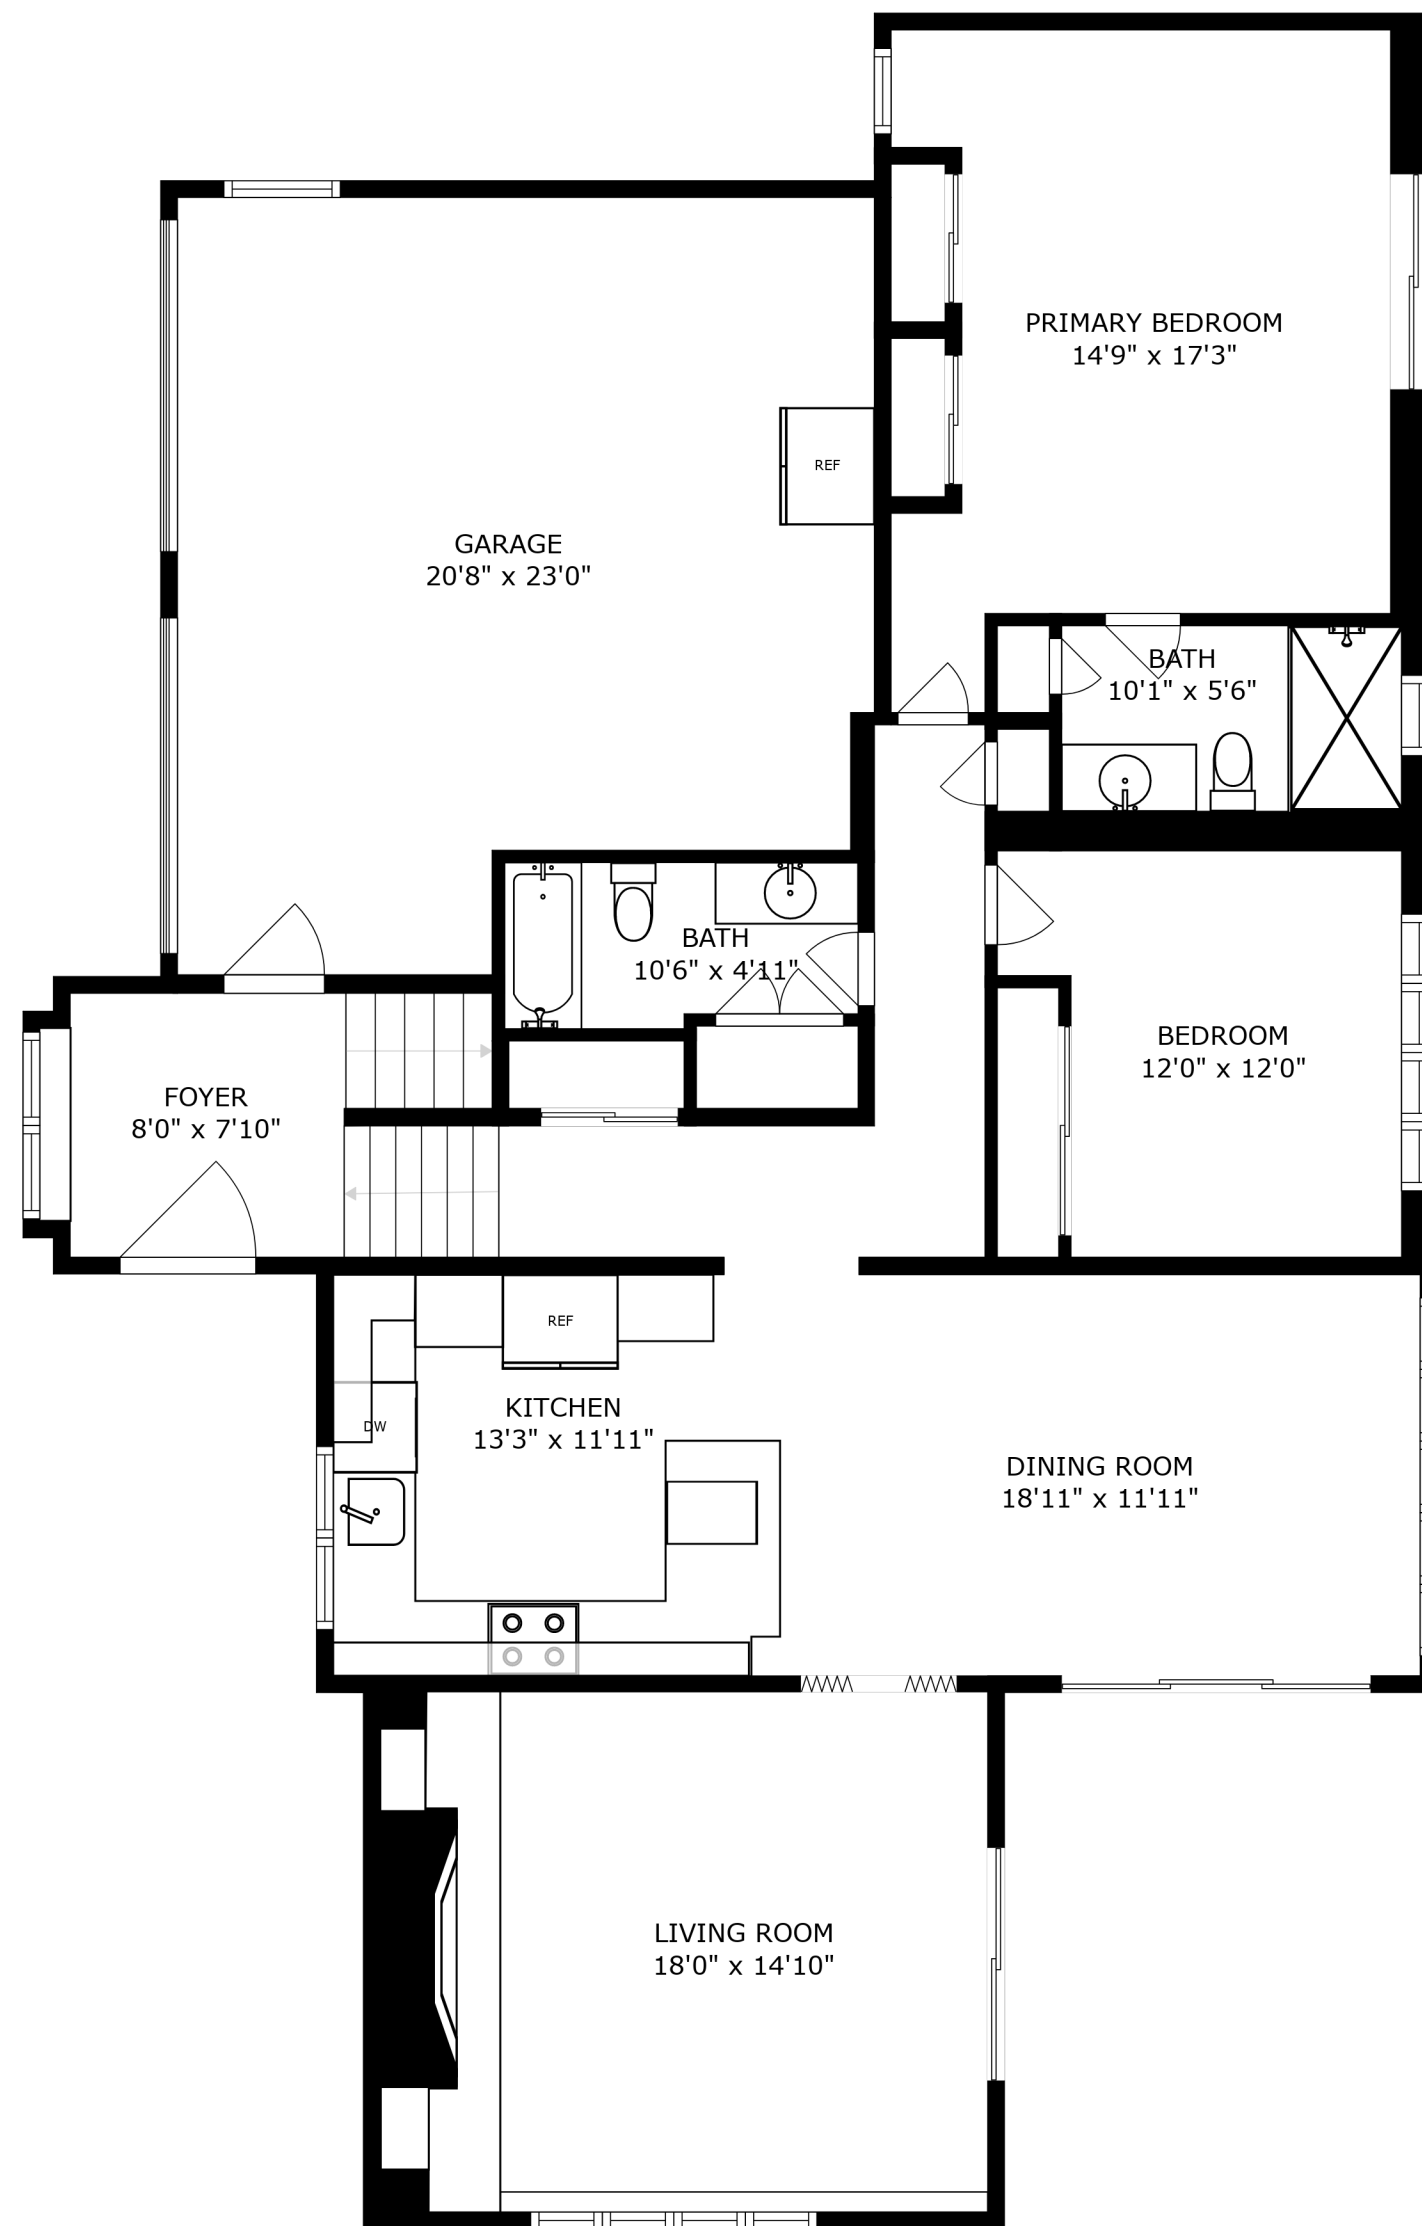 PRIMARY BEDROOM
14'9" x 17'3"
REF
GARAGE
20'8" x 23'0"
BATH
10'1" x 5'6"
BATH
10'6" x 4'11"
BEDROOM
12'0" x 12'0"
FOYER
8'0" x 7'10"
REF
KITCHEN
13'3" x 11'11"
DW
DINING ROOM
18'11" x 11'11"
LIVING ROOM
18'0" x 14'10"